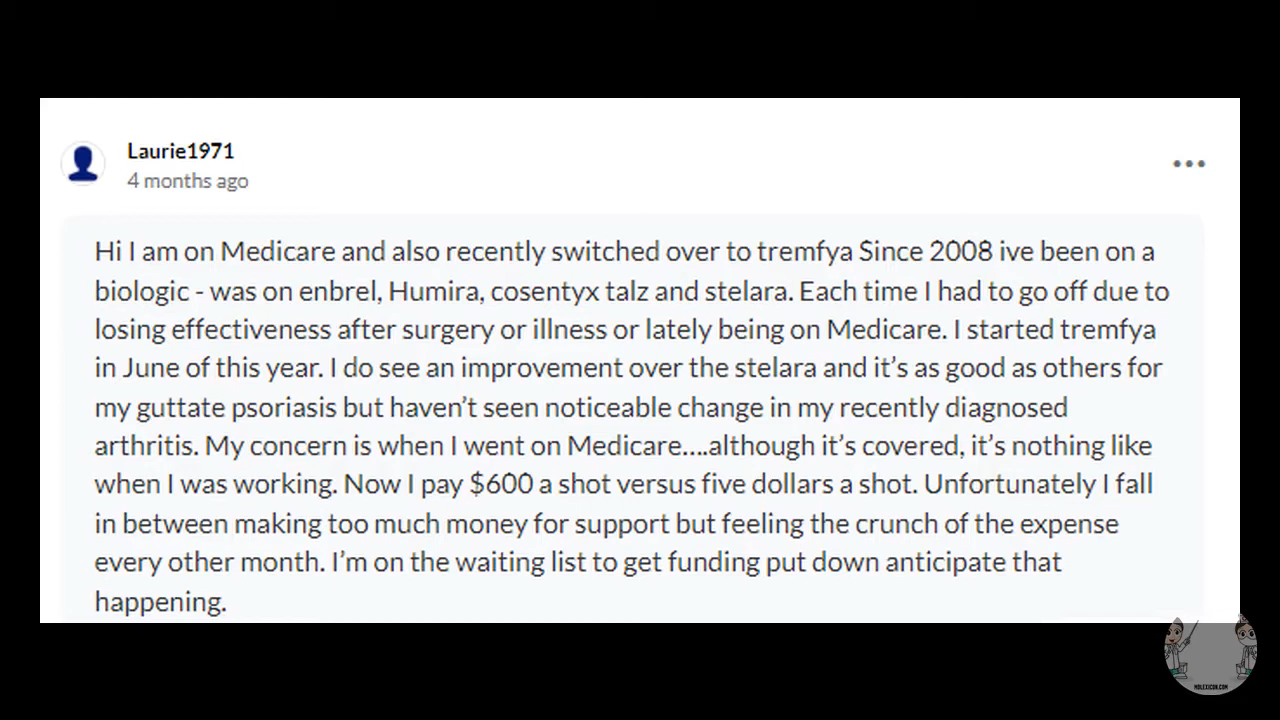 Laurie1971
4 months ago
Hi I am on Medicare and also recently switched over to tremfya Since 2008 ive been on a
biologic - was on enbrel, Humira, cosentyx talz and stelara. Each time I had to go off due to
losing effectiveness after surgery or illness or lately being on Medicare. I started tremfya
in June of this year. I do see an improvement over the stelara and it’s as good as others for
my guttate psoriasis but haven’t seen noticeable change in my recently diagnosed
arthritis. My concern is when I went on Medicare....although it’s covered, it’s nothing like
when I was working. Now I pay $600 a shot versus five dollars a shot. Unfortunately I fall
in between making too much money for support but feeling the crunch of the expense
every other month. I’m on the waiting list to get funding put down anticipate that
happening.
MOLEXICON.COM